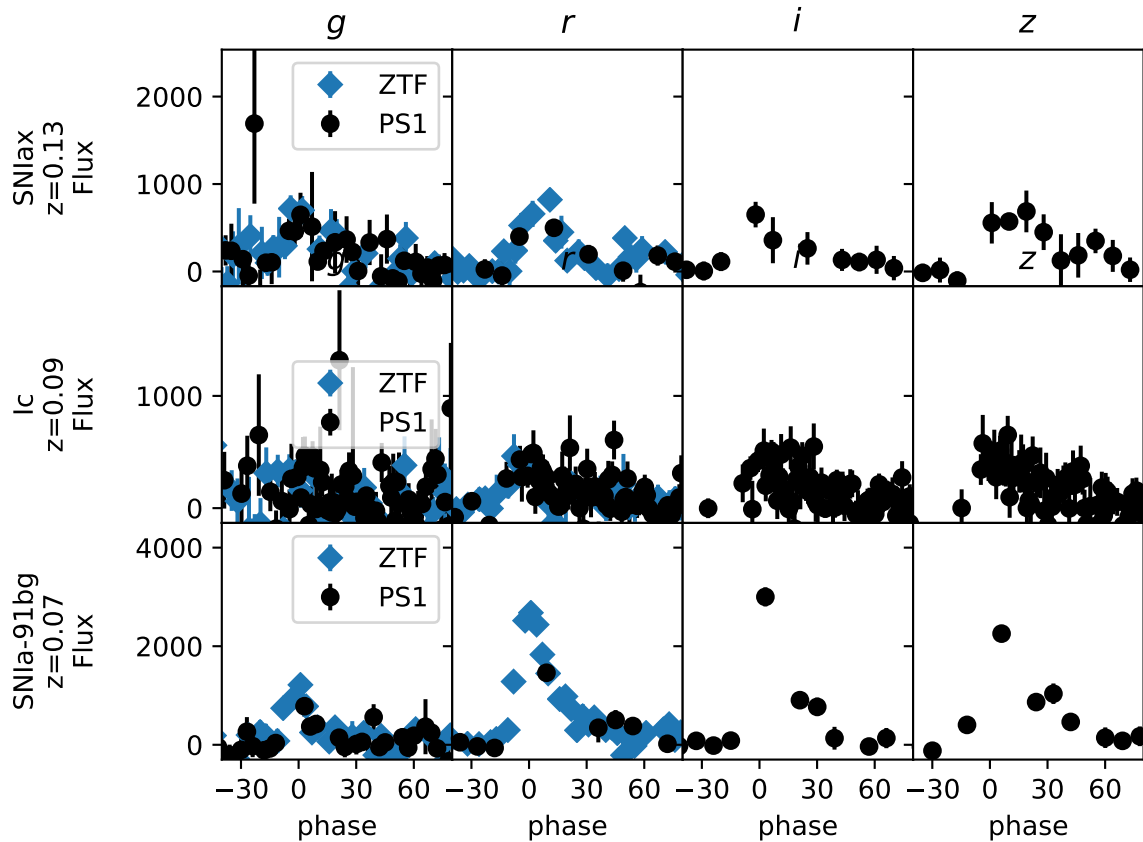 g r i z
SNIax
z=0.13
Flux
2000
1000
0
ZTF
PS1
g r r z
Ic
z=0.09
Flux
1000
0
ZTF
PS1
SNIa-91bg
z=0.07
Flux
4000
2000
0
ZTF
PS1
−30 0 30 60 −30 0 30 60 −30 0 30 60 −30 0 30 60
phase phase phase phase